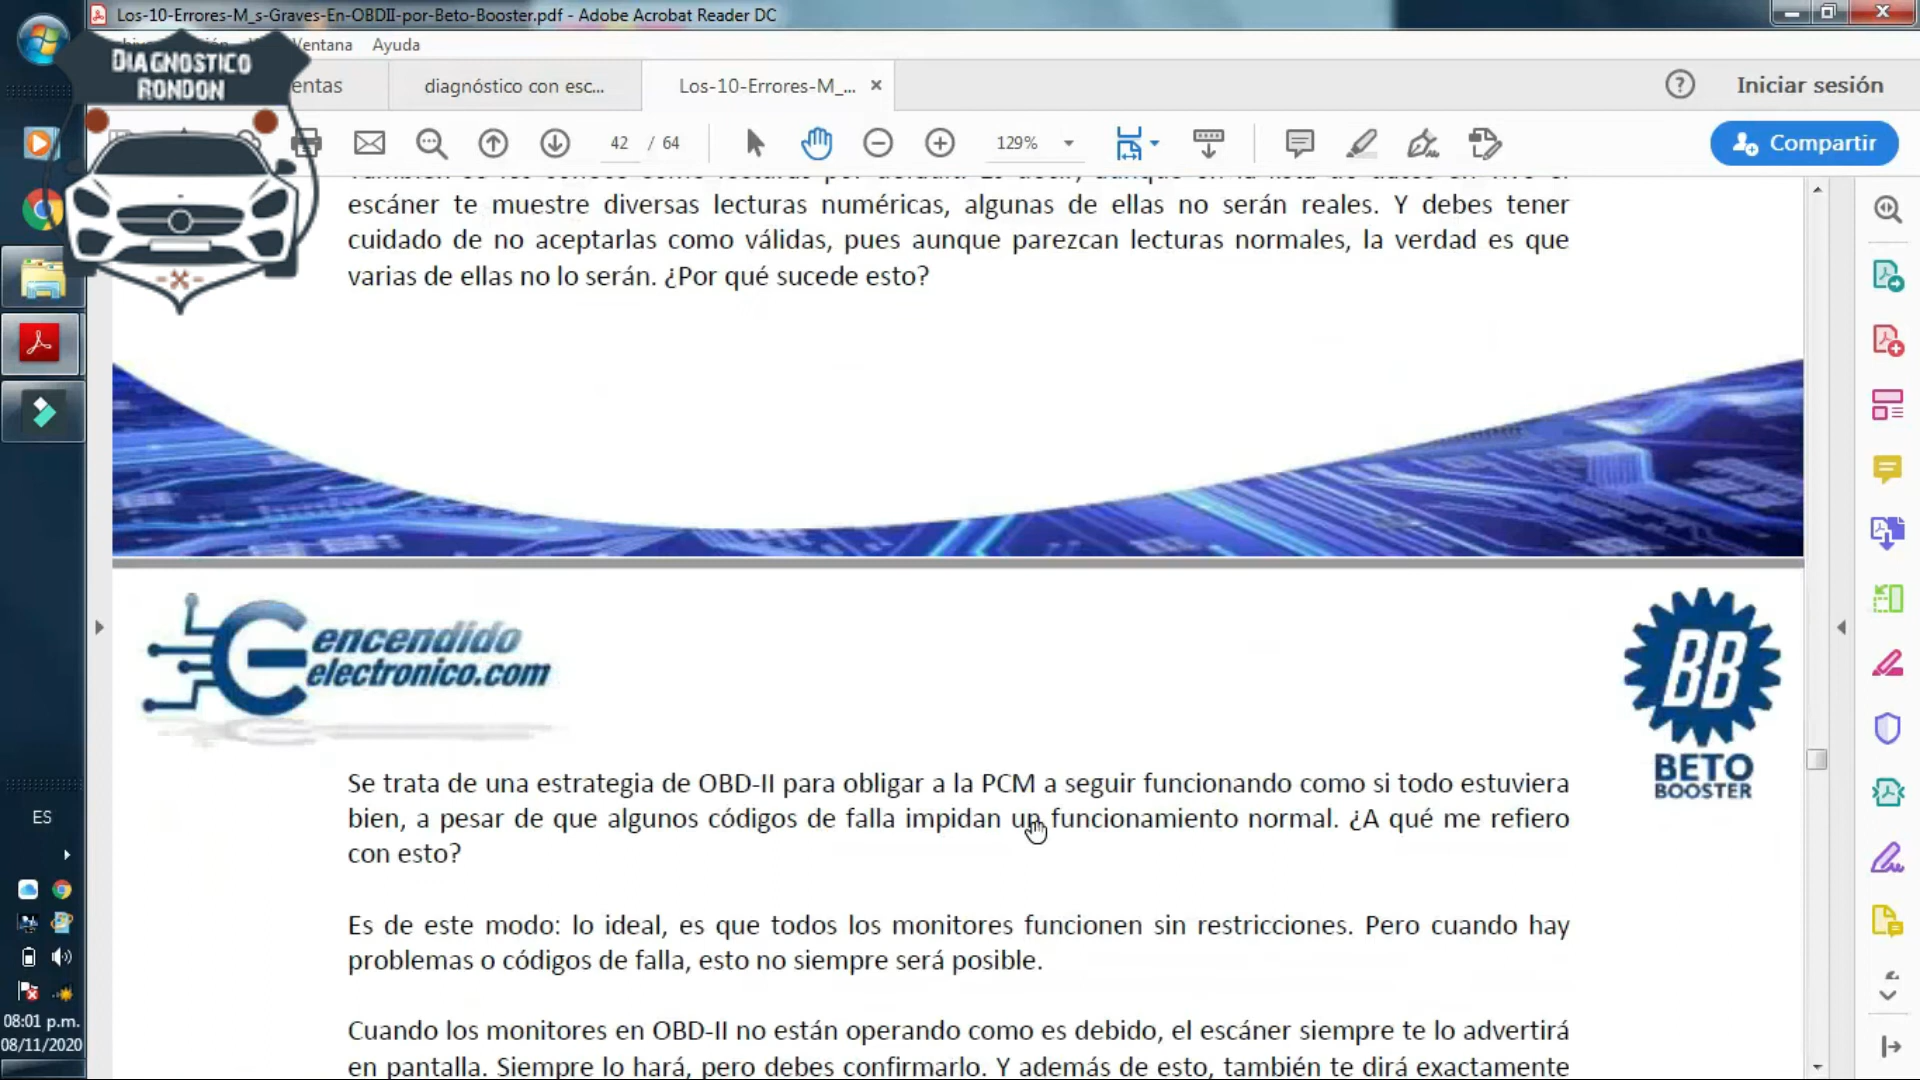 Los-10-Errores-M_s-Graves-En-OBDII-por-Beto-Booster.pdf - Adobe Acrobat Reader DC
Ventana Ayuda
DIAGNOSTICO
RONDON
entas
diagnóstico con esc...
Los-10-Errores-M_...
Iniciar sesión
42 / 64
129%
Compartir
escáner te muestre diversas lecturas numéricas, algunas de ellas no serán reales. Y debes tener
cuidado de no aceptarlas como válidas, pues aunque parezcan lecturas normales, la verdad es que
varias de ellas no lo serán. ¿Por qué sucede esto?
encendido
electronico.com
BB
BETO
BOOSTER
Se trata de una estrategia de OBD-II para obligar a la PCM a seguir funcionando como si todo estuviera
bien, a pesar de que algunos códigos de falla impidan un funcionamiento normal. ¿A qué me refiero
con esto?
Es de este modo: lo ideal, es que todos los monitores funcionen sin restricciones. Pero cuando hay
problemas o códigos de falla, esto no siempre será posible.
Cuando los monitores en OBD-II no están operando como es debido, el escáner siempre te lo advertirá
en pantalla. Siempre lo hará, pero debes confirmarlo. Y además de esto, también te dirá exactamente
ES
08:01 p.m.
08/11/2020